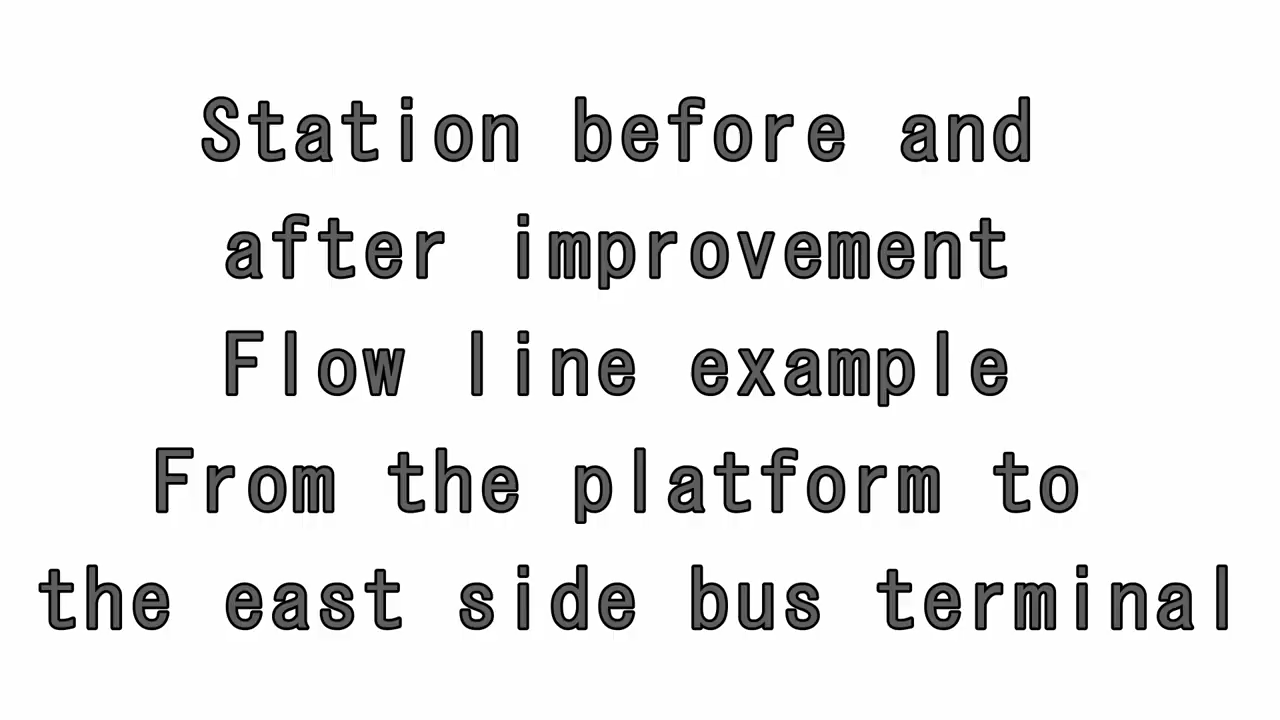 Station before and
after improvement
Flow line example
From the platform to
the east side bus terminal